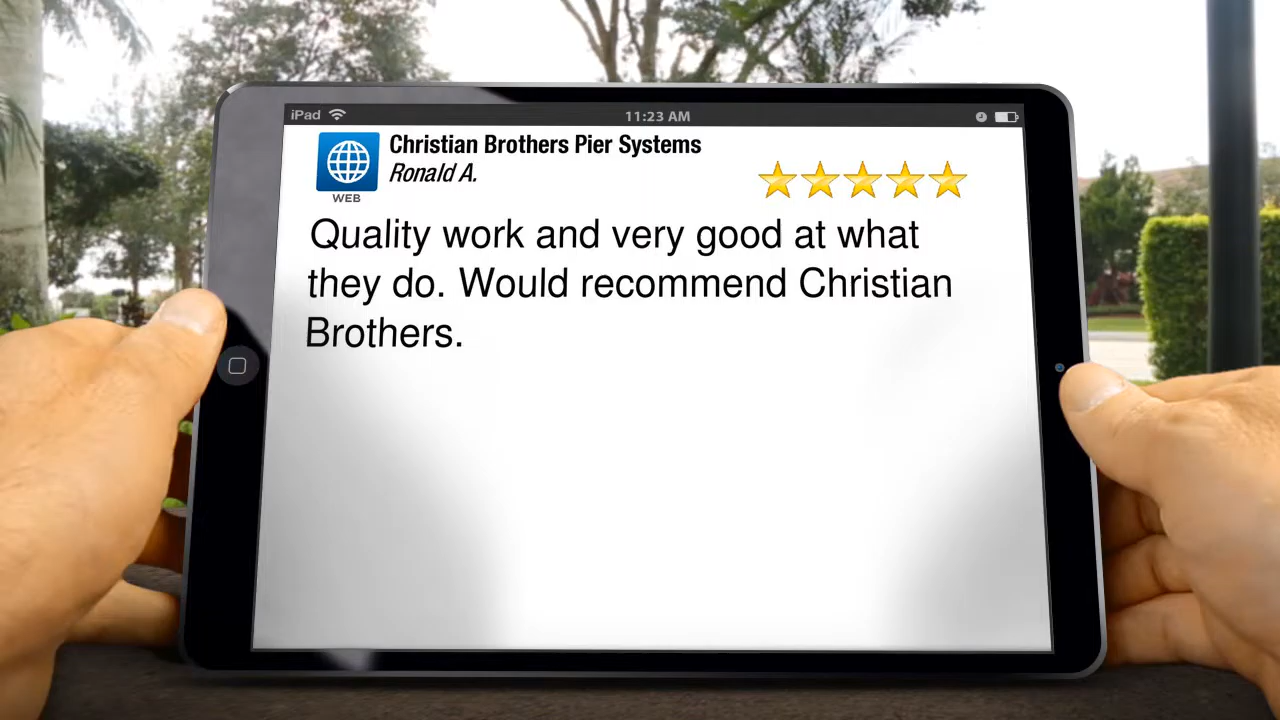 iPad 11:23 AM
Christian Brothers Pier Systems
Ronald A.
WEB
Quality work and very good at what
they do. Would recommend Christian
Brothers.